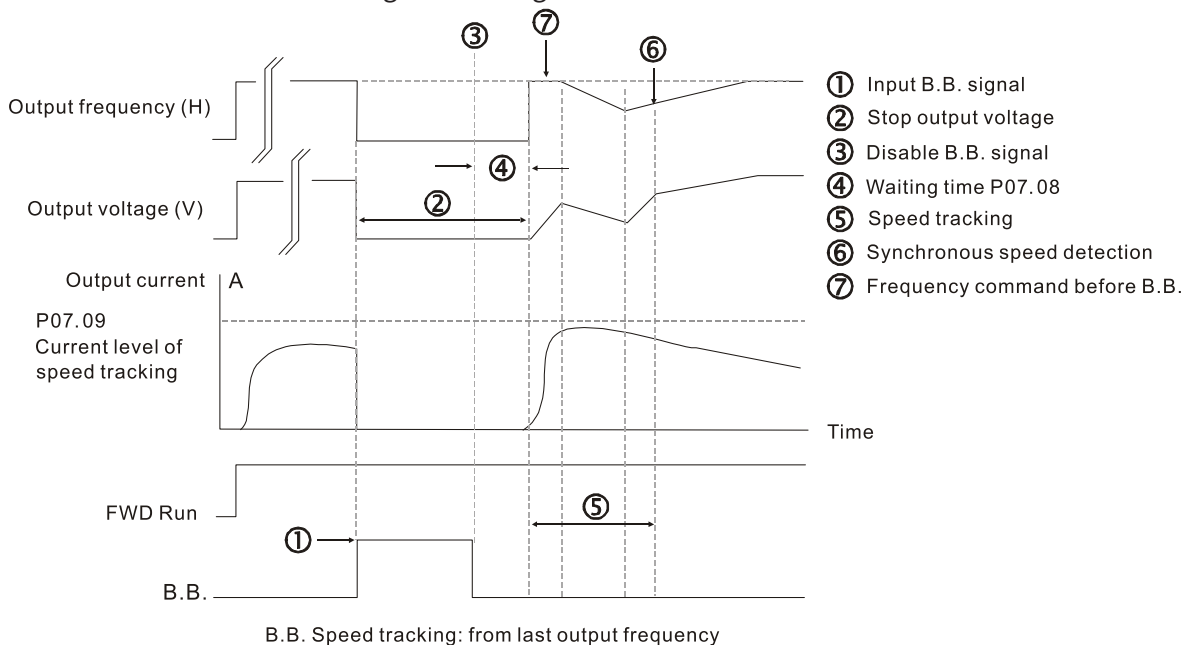 ⑦
③
⑥
Output frequency (H)
④
Output voltage (V)
②
① Input B.B. signal
② Stop output voltage
③ Disable B.B. signal
④ Waiting time P07.08
⑤ Speed tracking
⑥ Synchronous speed detection
⑦ Frequency command before B.B.
Output current A
P07.09
Current level of
speed tracking
Time
FWD Run
⑤
①
B.B.
B.B. Speed tracking: from last output frequency